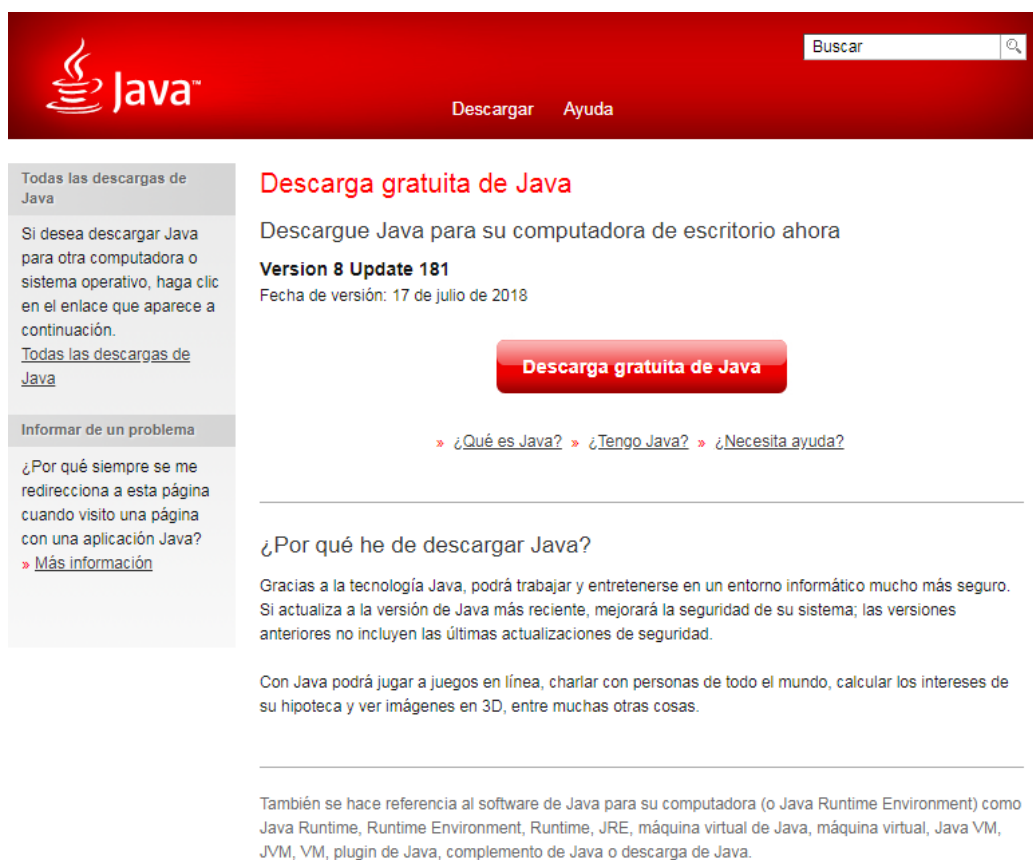 Java™
Buscar
Descargar Ayuda
Todas las descargas de
Java
Si desea descargar Java
para otra computadora o
sistema operativo, haga clic
en el enlace que aparece a
continuación.
Todas las descargas de
Java
Informar de un problema
¿Por qué siempre se me
redirecciona a esta página
cuando visito una página
con una aplicación Java?
» Más información
Descarga gratuita de Java
Descargue Java para su computadora de escritorio ahora
Version 8 Update 181
Fecha de versión: 17 de julio de 2018
Descarga gratuita de Java
» ¿Qué es Java? » ¿Tengo Java? » ¿Necesita ayuda?
¿Por qué he de descargar Java?
Gracias a la tecnología Java, podrá trabajar y entretenerse en un entorno informático mucho más seguro.
Si actualiza a la versión de Java más reciente, mejorará la seguridad de su sistema; las versiones
anteriores no incluyen las últimas actualizaciones de seguridad.
Con Java podrá jugar a juegos en línea, charlar con personas de todo el mundo, calcular los intereses de
su hipoteca y ver imágenes en 3D, entre muchas otras cosas.
También se hace referencia al software de Java para su computadora (o Java Runtime Environment) como
Java Runtime, Runtime Environment, Runtime, JRE, máquina virtual de Java, máquina virtual, Java VM,
JVM, VM, plugin de Java, complemento de Java o descarga de Java.